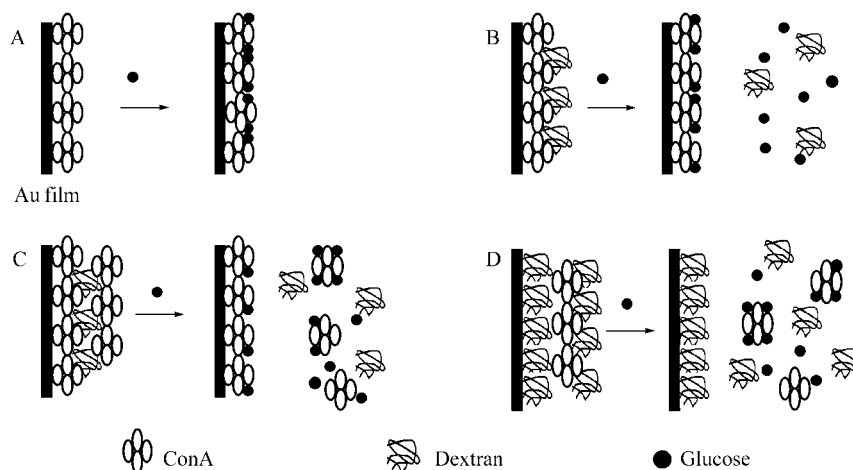 A
B
Au film
C
D
ConA
Dextran
Glucose